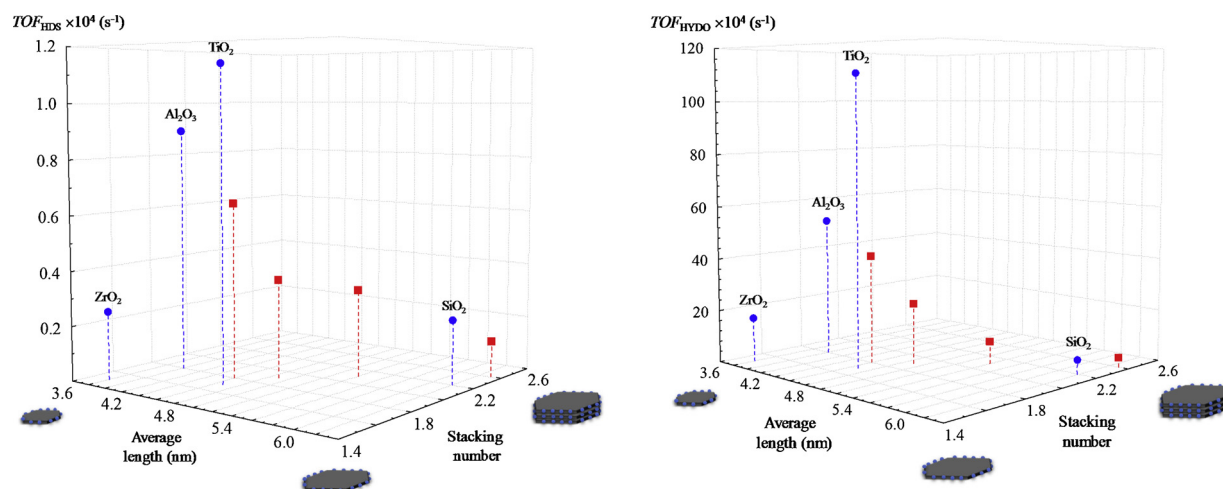 TOF_HDS ×10⁴ (s⁻¹)
1.2
1.0
0.8
0.6
0.4
0.2
TiO₂
Al₂O₃
ZrO₂
SiO₂
3.6
4.2
4.8
5.4
6.0
Average
length (nm)
1.4
1.8
2.2
2.6
Stacking
number
TOF_HYDO ×10⁴ (s⁻¹)
120
100
80
60
40
20
TiO₂
Al₂O₃
ZrO₂
SiO₂
3.6
4.2
4.8
5.4
6.0
Average
length (nm)
1.4
1.8
2.2
2.6
Stacking
number